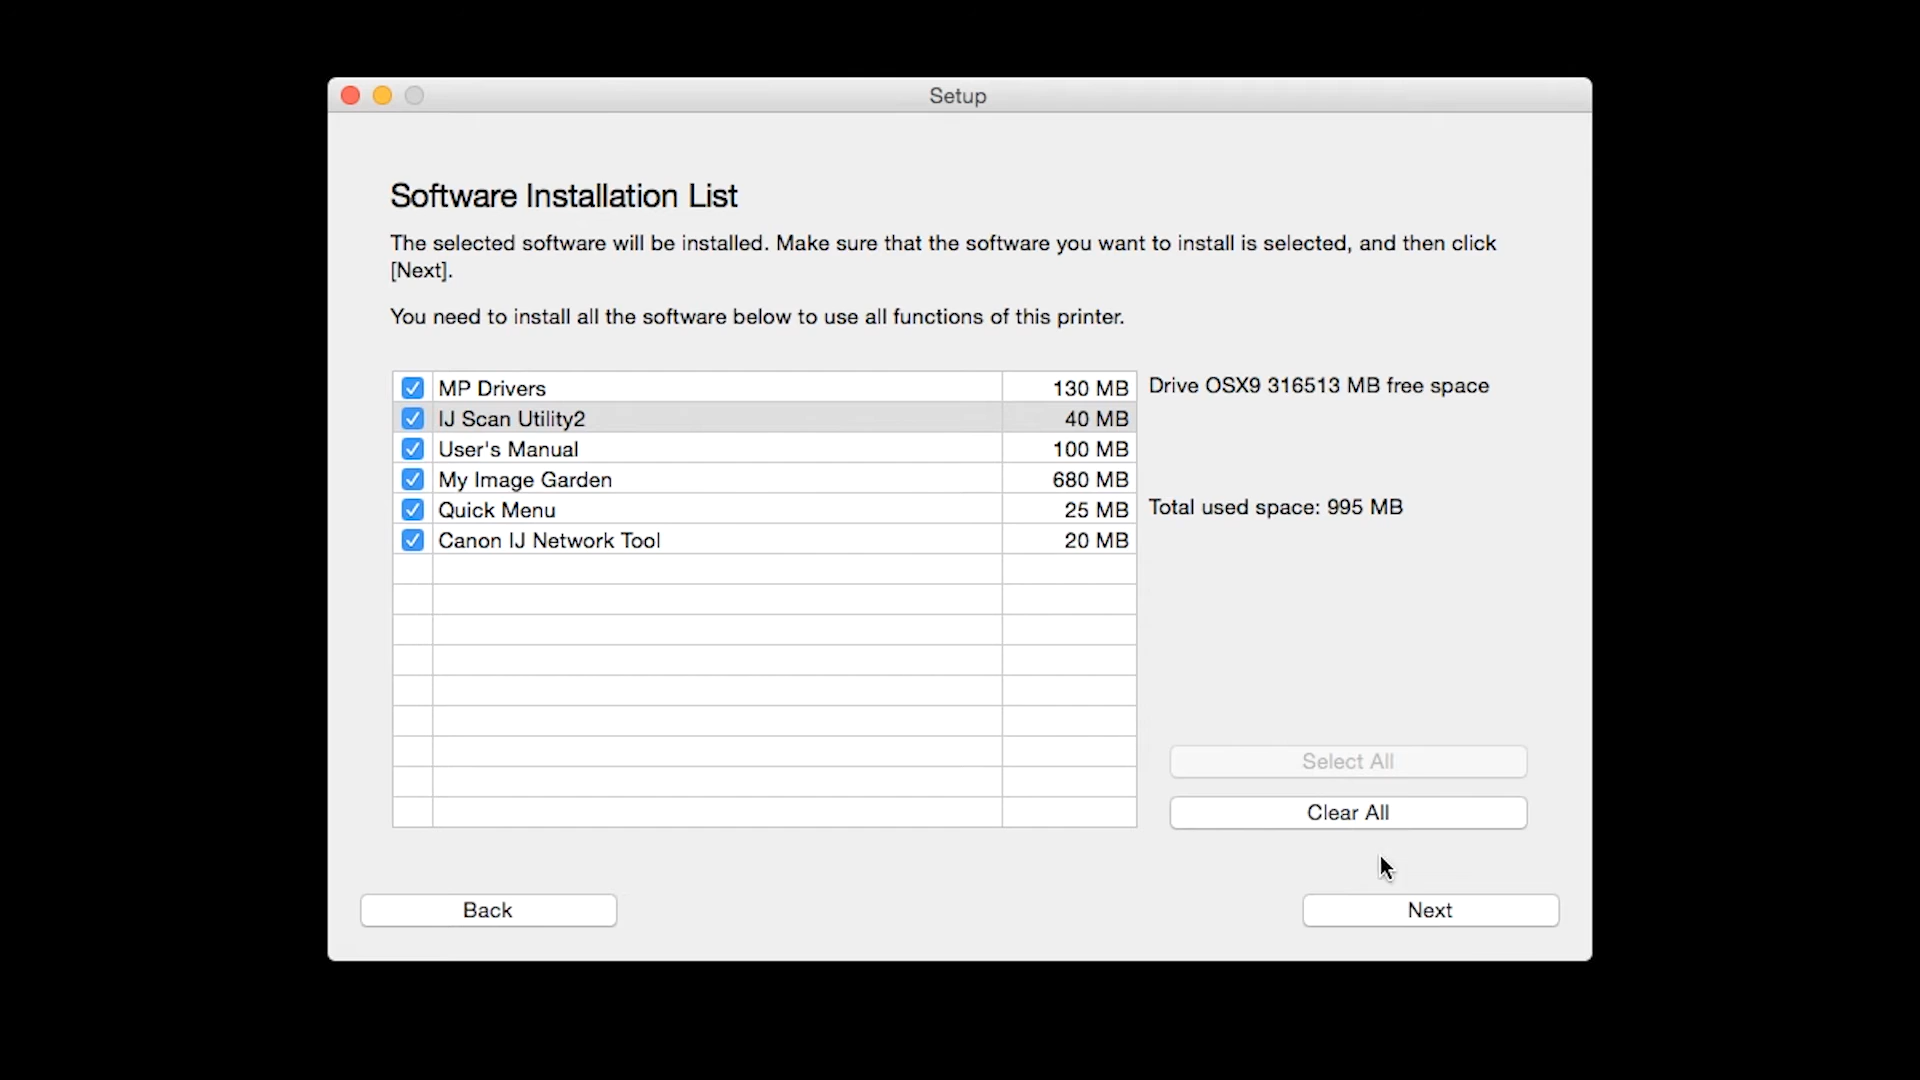 Setup
Software Installation List
The selected software will be installed. Make sure that the software you want to install is selected, and then click
[Next].
You need to install all the software below to use all functions of this printer.
MP Drivers 130 MB Drive OSX9 316513 MB free space
IJ Scan Utility2 40 MB
User's Manual 100 MB
My Image Garden 680 MB
Quick Menu 25 MB Total used space: 995 MB
Canon IJ Network Tool 20 MB
Select All
Clear All
Back Next